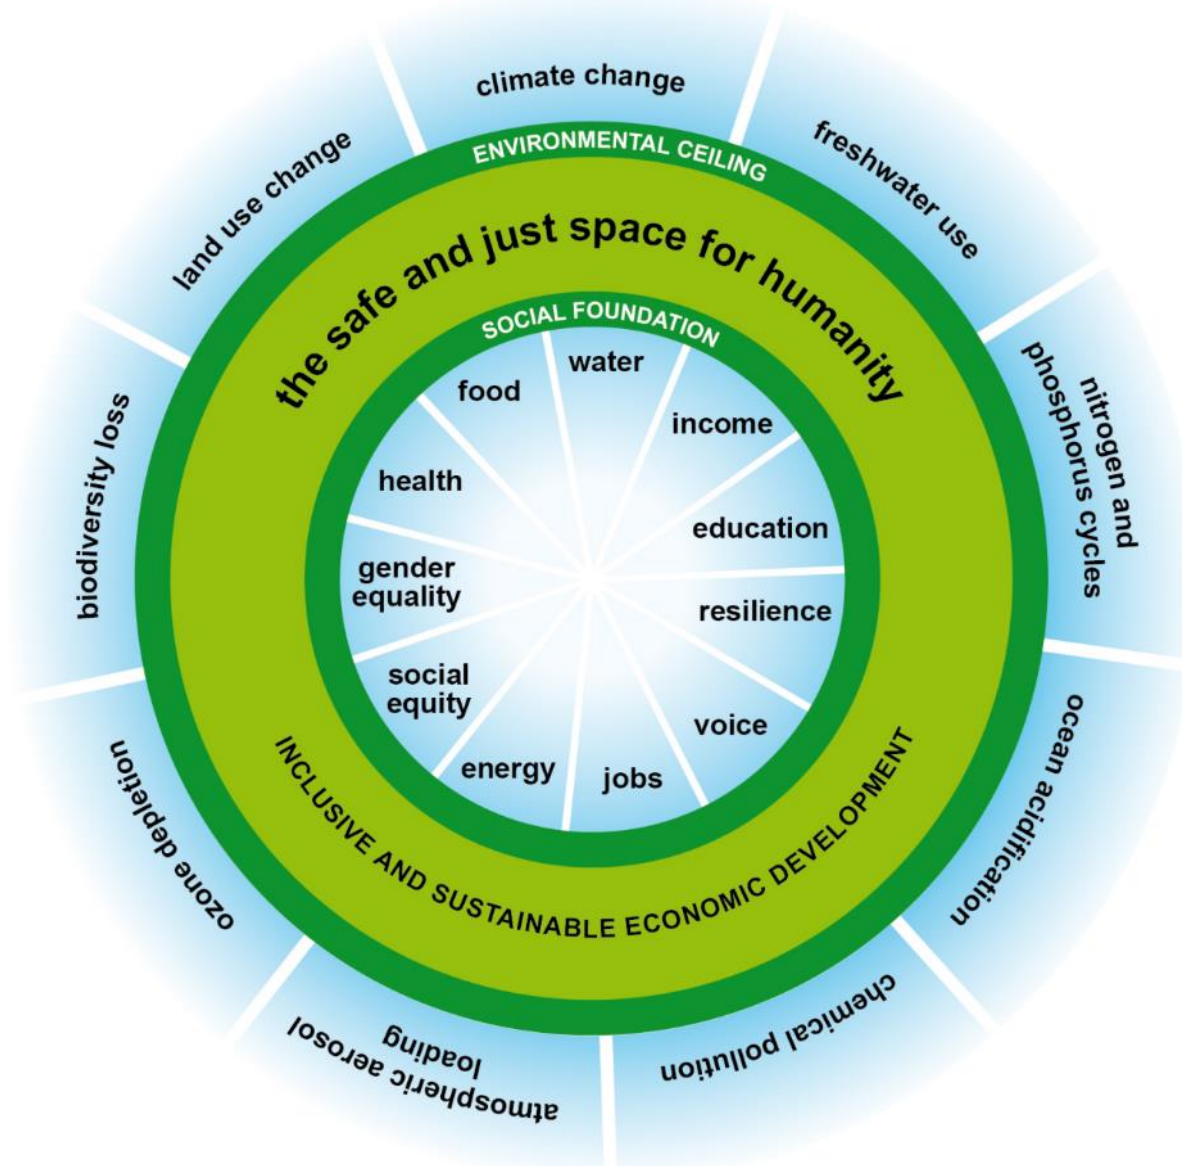 climate change
freshwater use
nitrogen and
phosphorus cycles
ocean acidification
chemical pollution
atmospheric aerosol
loading
ozone depletion
biodiversity loss
land use change
ENVIRONMENTAL CEILING
the safe and just space for humanity
SOCIAL FOUNDATION
water
income
education
resilience
voice
jobs
energy
social
equity
gender
equality
health
food
INCLUSIVE AND SUSTAINABLE ECONOMIC DEVELOPMENT